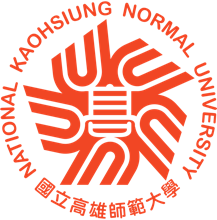 NATIONAL KAOHSIUNG NORMAL UNIVERSITY
國立高雄師範大學